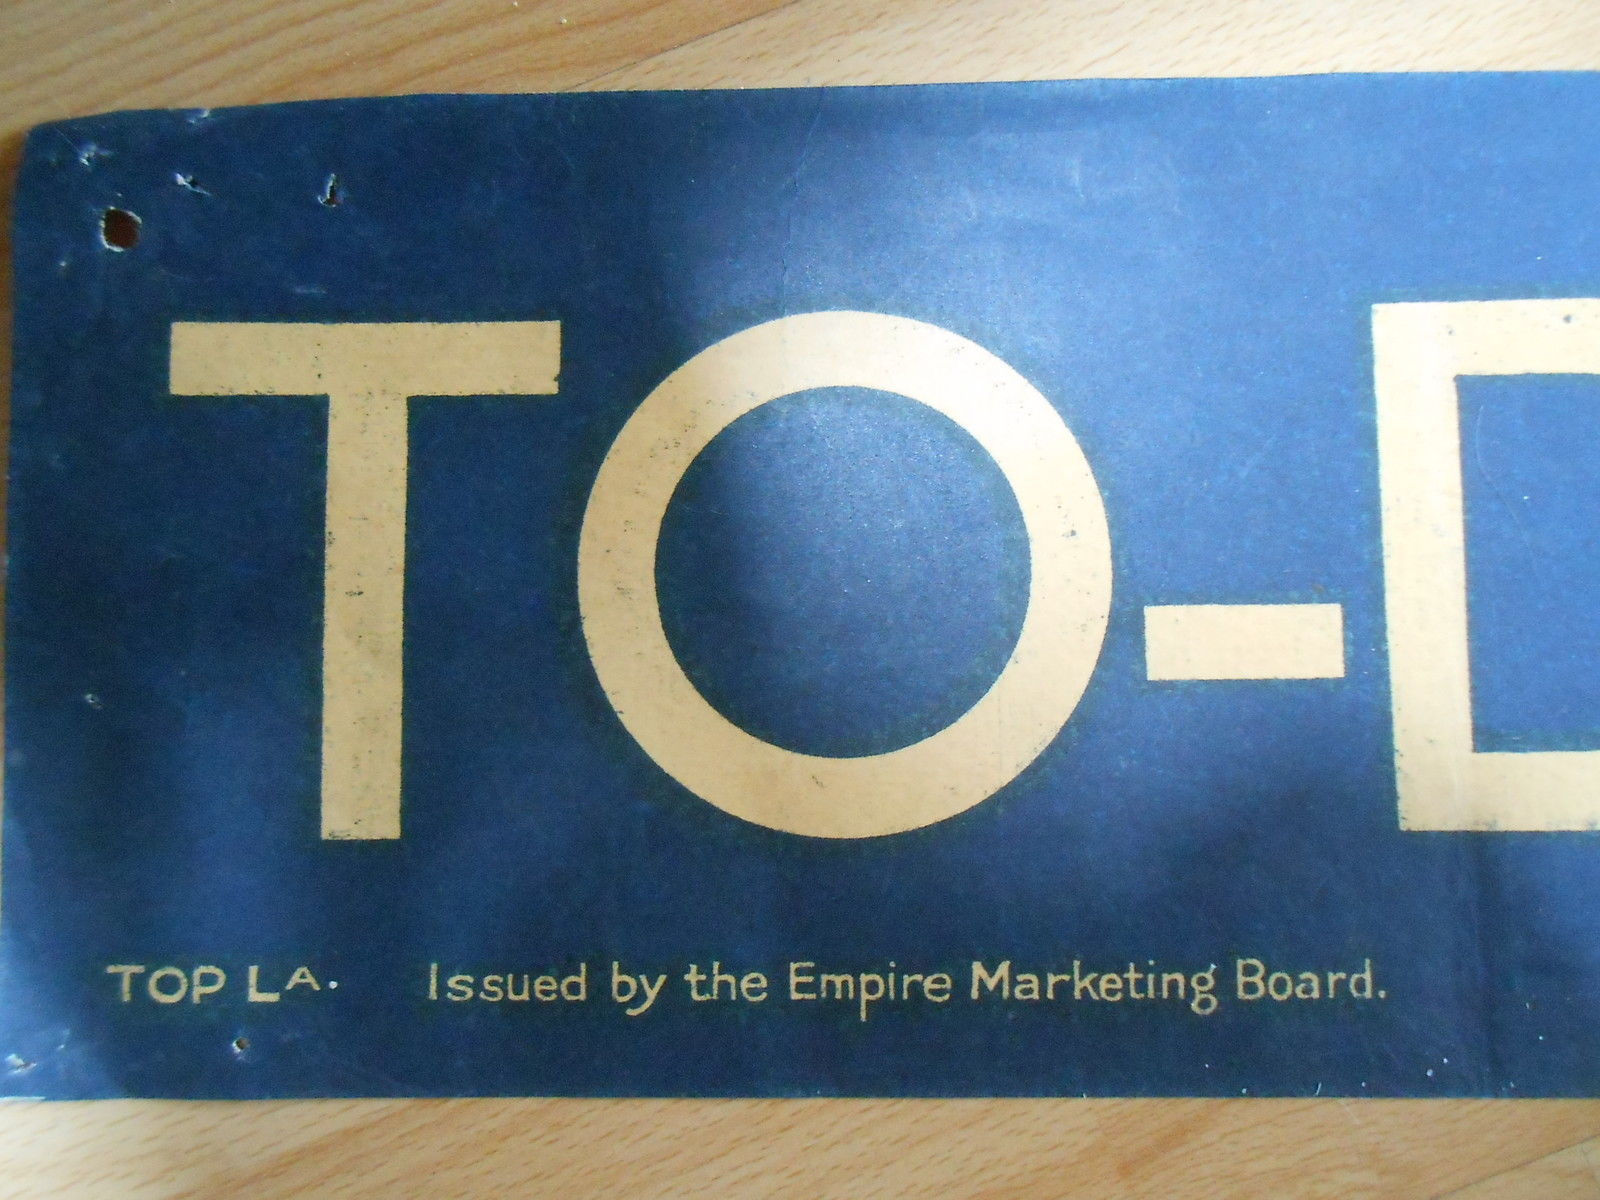 TO-D
TOP LA. Issued by the Empire Marketing Board.